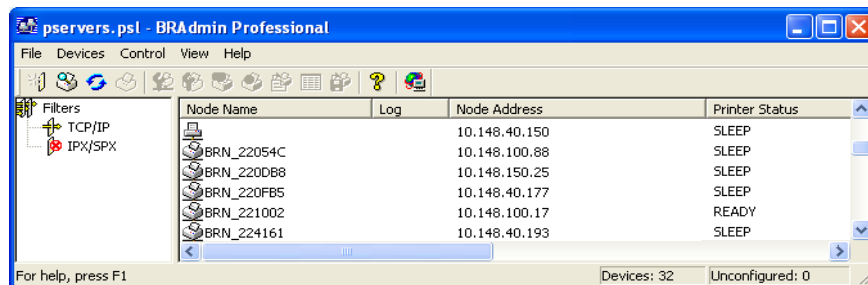 pservers.psl - BRAdmin Professional
File Devices Control View Help
Filters
TCP/IP
IPX/SPX
Node Name Log Node Address Printer Status
10.148.40.150 SLEEP
BRN_22054C 10.148.100.88 SLEEP
BRN_220DB8 10.148.150.25 SLEEP
BRN_220FB5 10.148.40.177 SLEEP
BRN_221002 10.148.100.17 READY
BRN_224161 10.148.40.193 SLEEP
For help, press F1 Devices: 32 Unconfigured: 0